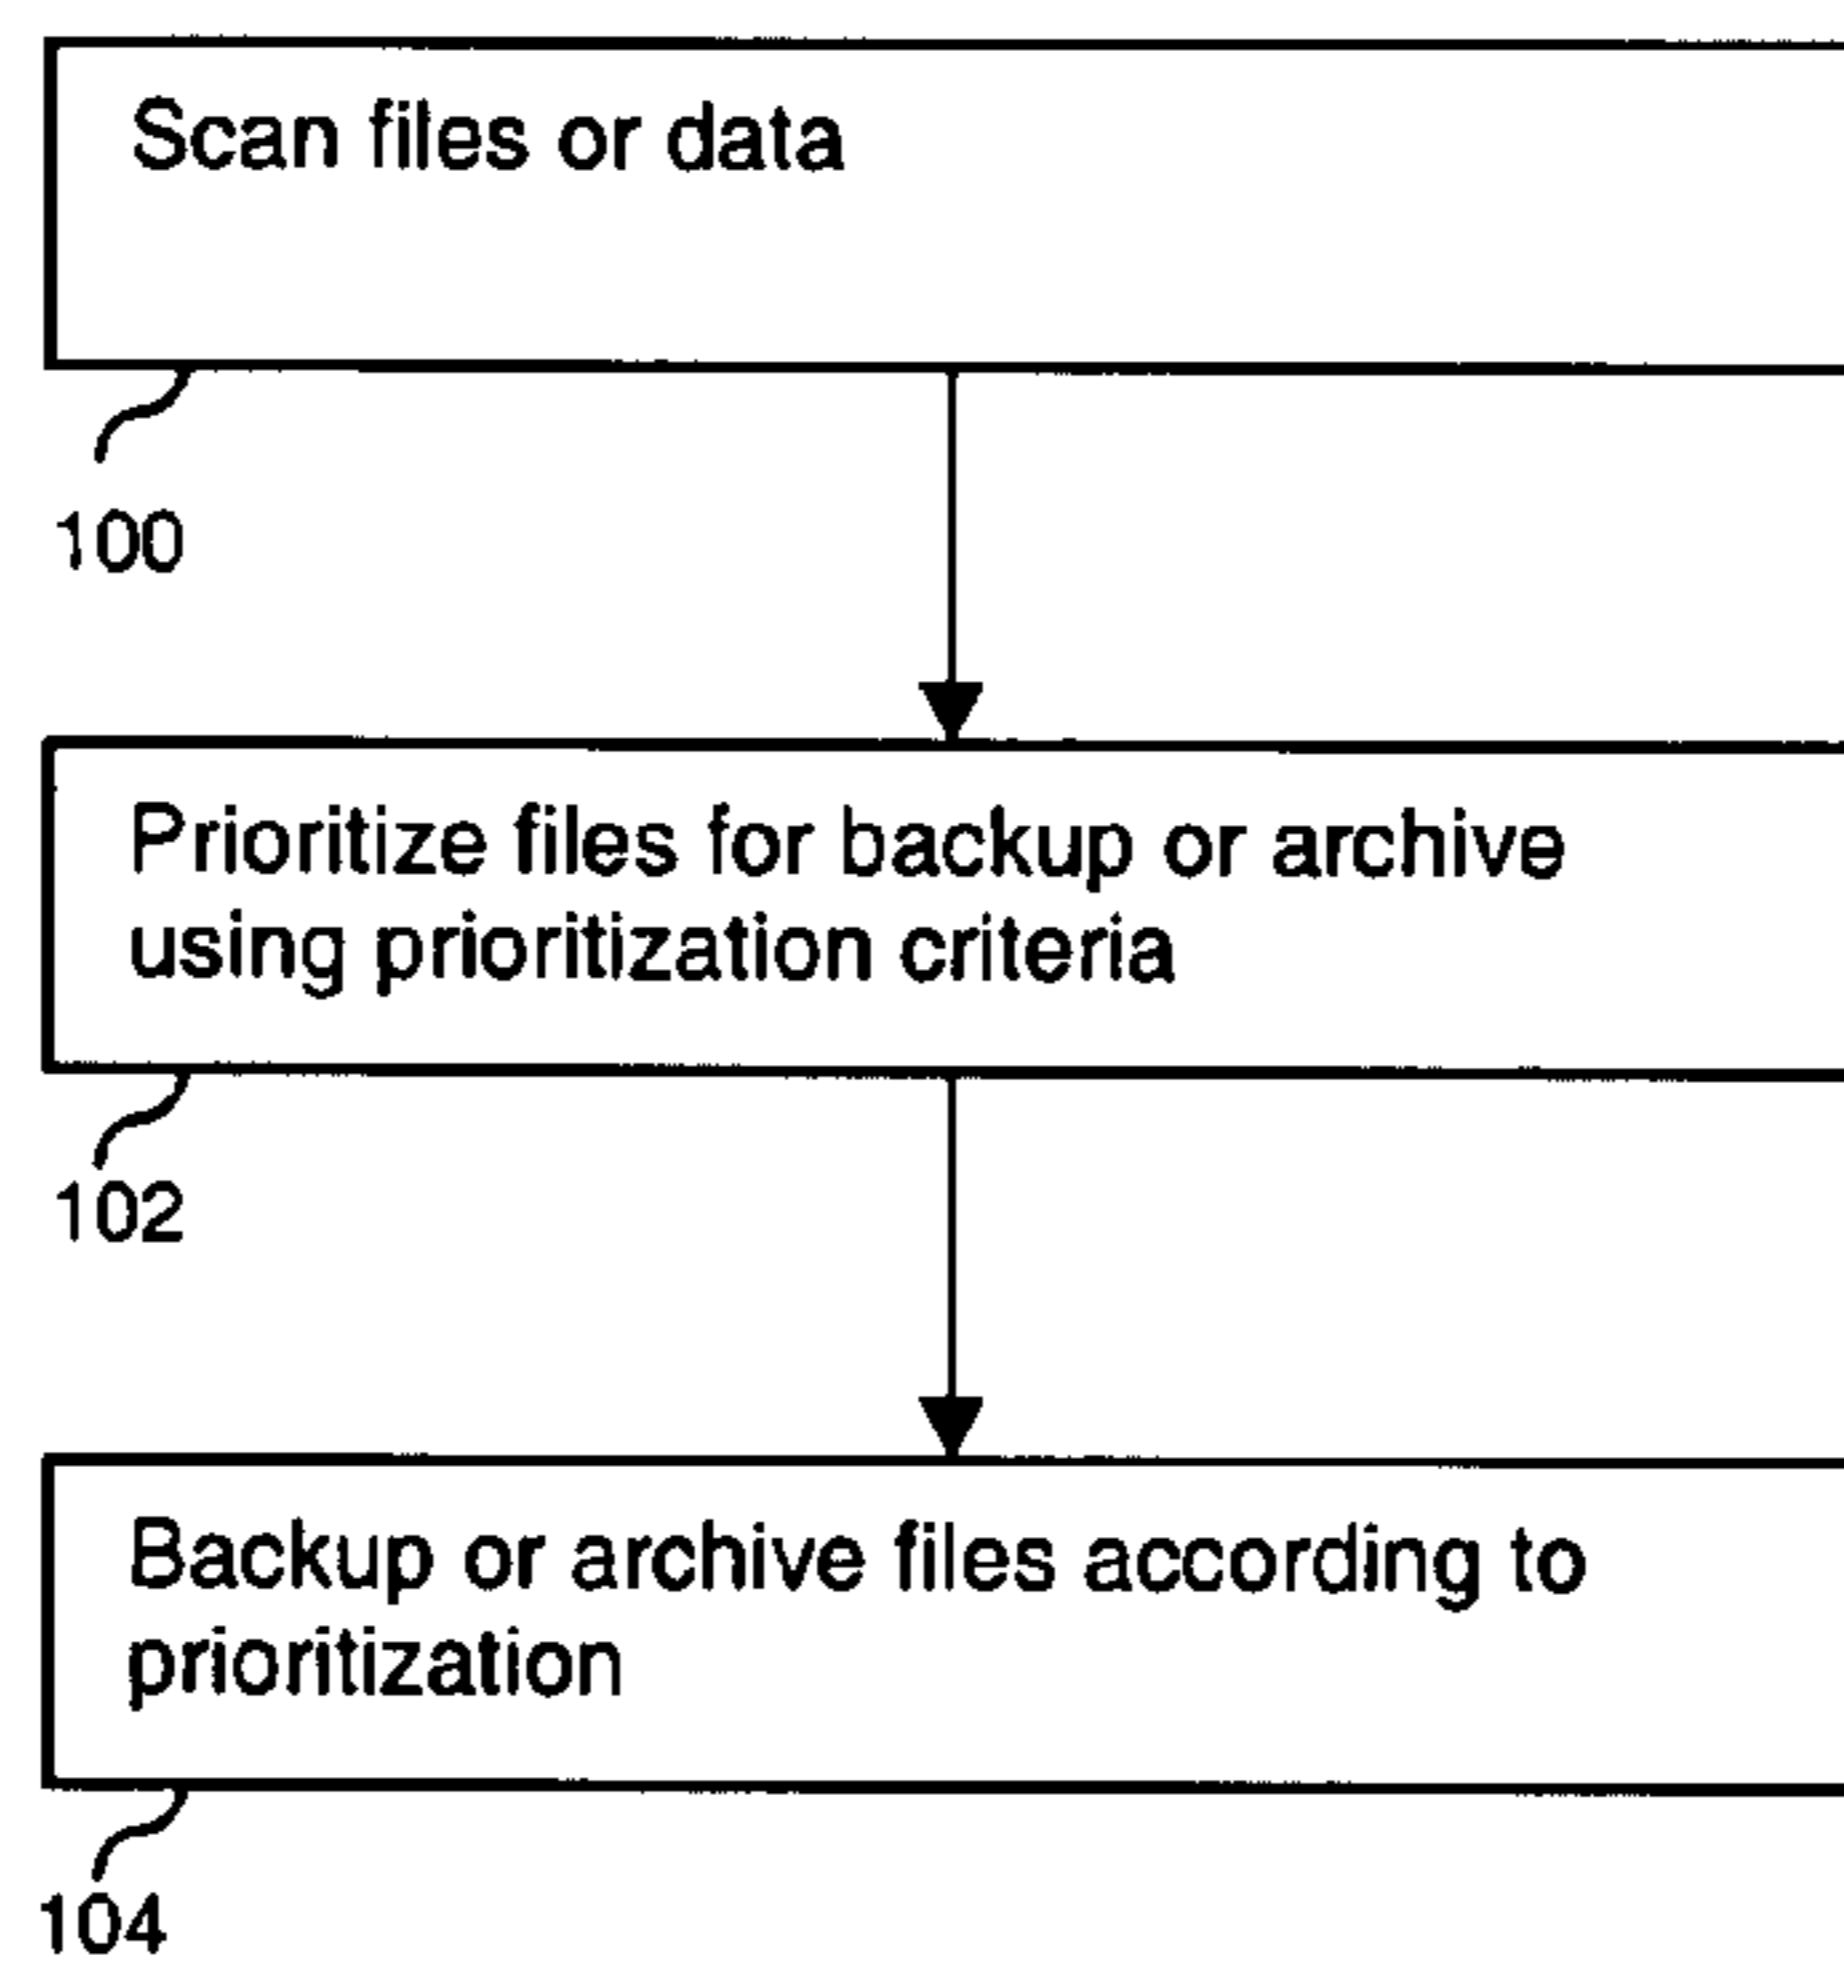 Scan files or data
100
Prioritize files for backup or archive
using prioritization criteria
102
Backup or archive files according to
prioritization
104